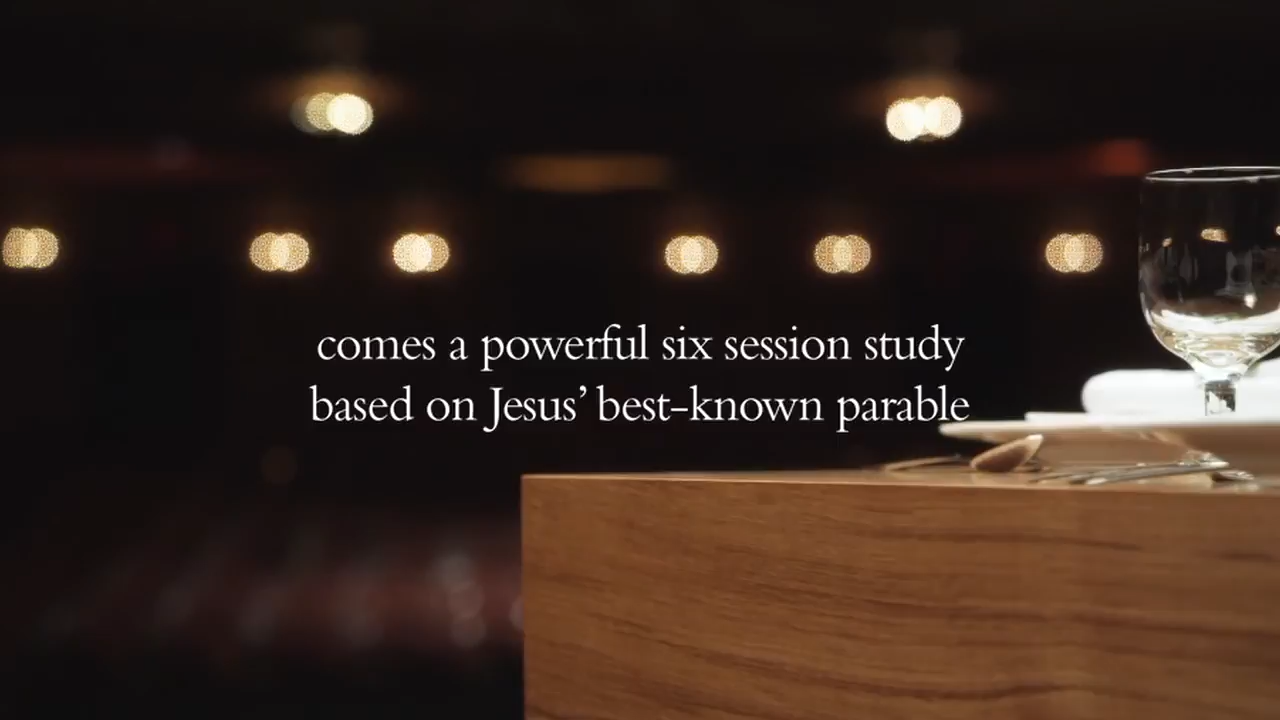 comes a powerful six session study
based on Jesus’ best-known parable